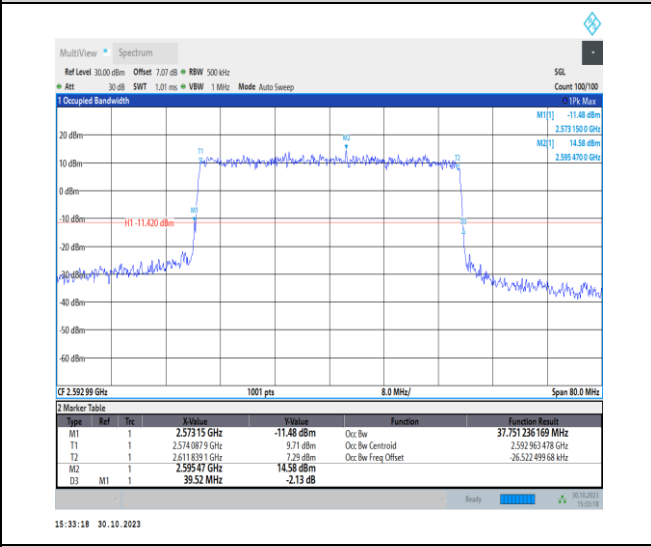 MultiView Spectrum
Ref Level 30.00 dBm Offset 7.07 dB RBW 500 kHz SGL
Att 30 dB SWT 1.01 ms VBW 1 MHz Mode Auto Sweep Count 100/100
1 Occupied Bandwidth 1Pk Max
M1[1] -11.48 dBm
2.573 150 0 GHz
M2[1] 14.58 dBm
2.595 470 0 GHz
20 dBm
M2
T1
T2
10 dBm
0 dBm
M1
-10 dBm
H1 -11.420 dBm
D3
-20 dBm
-30 dBm
-40 dBm
-50 dBm
-60 dBm
CF 2.592 99 GHz 1001 pts 8.0 MHz/ Span 80.0 MHz
2 Marker Table
Type Ref Trc X-Value Y-Value Function Function Result
M1 1 2.573 15 GHz -11.48 dBm Occ Bw 37.751 236 169 MHz
T1 1 2.574 087 9 GHz 9.71 dBm Occ Bw Centroid 2.592 963 478 GHz
T2 1 2.611 839 1 GHz 7.29 dBm Occ Bw Freq Offset -26.522 499 68 kHz
M2 1 2.595 47 GHz 14.58 dBm
D3 M1 1 39.52 MHz -2.13 dB
Ready 30.10.2023
15:33:18
15:33:18 30.10.2023